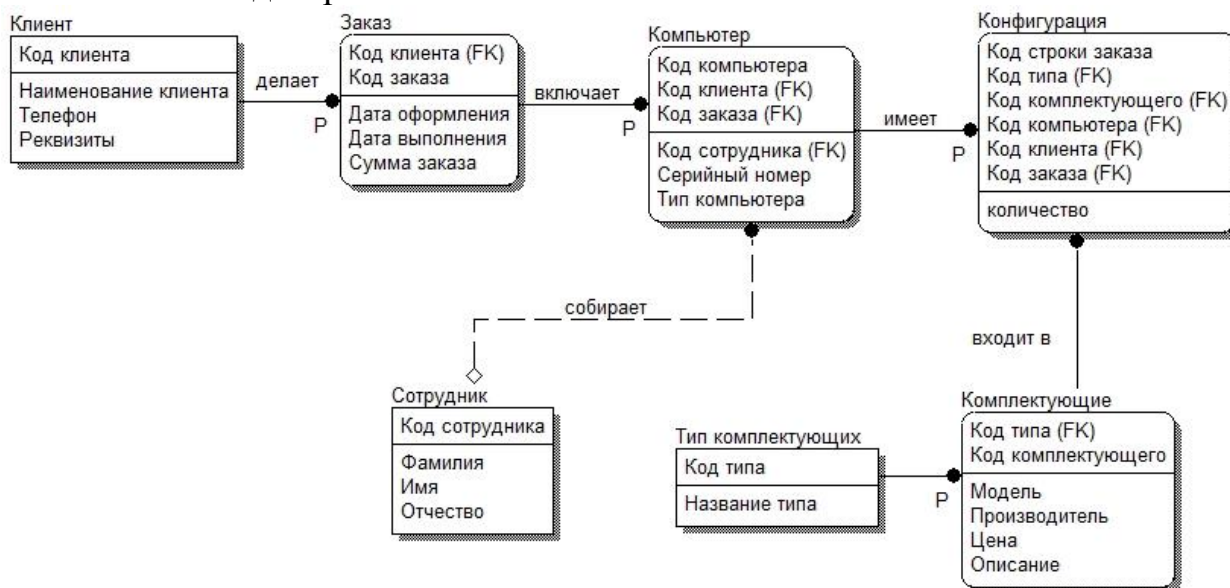 Клиент
Код клиента
Наименование клиента
Телефон
Реквизиты
делает
P
Заказ
Код клиента (FK)
Код заказа
Дата оформления
Дата выполнения
Сумма заказа
включает
P
Компьютер
Код компьютера
Код клиента (FK)
Код заказа (FK)
Код сотрудника (FK)
Серийный номер
Тип компьютера
имеет
P
Конфигурация
Код строки заказа
Код типа (FK)
Код комплектующего (FK)
Код компьютера (FK)
Код клиента (FK)
Код заказа (FK)
количество
собирает
входит в
Сотрудник
Код сотрудника
Фамилия
Имя
Отчество
Тип комплектующих
Код типа
Название типа
P
Комплектующие
Код типа (FK)
Код комплектующего
Модель
Производитель
Цена
Описание